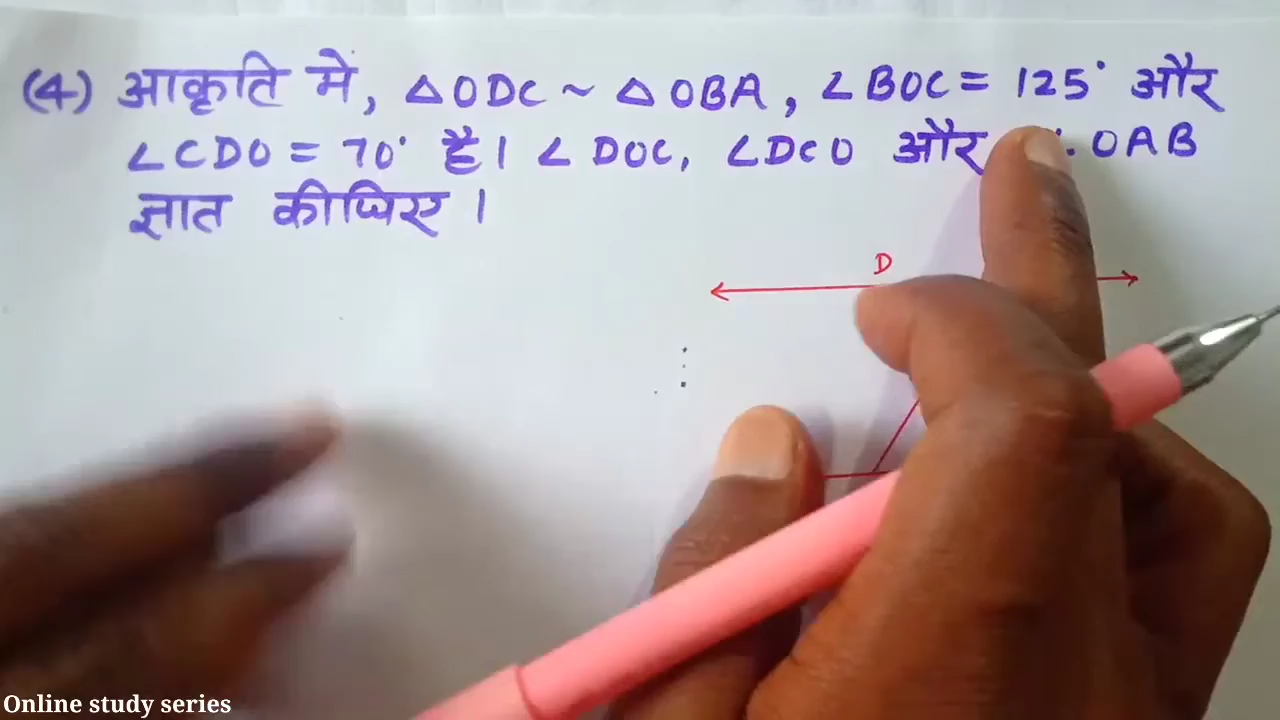 (4) आकृति में, △ODC ~ △OBA, ∠BOC = 125° और
∠CDO = 70° है। ∠DOC, ∠DCO और OAB
ज्ञात कीजिए।
D
Online study series